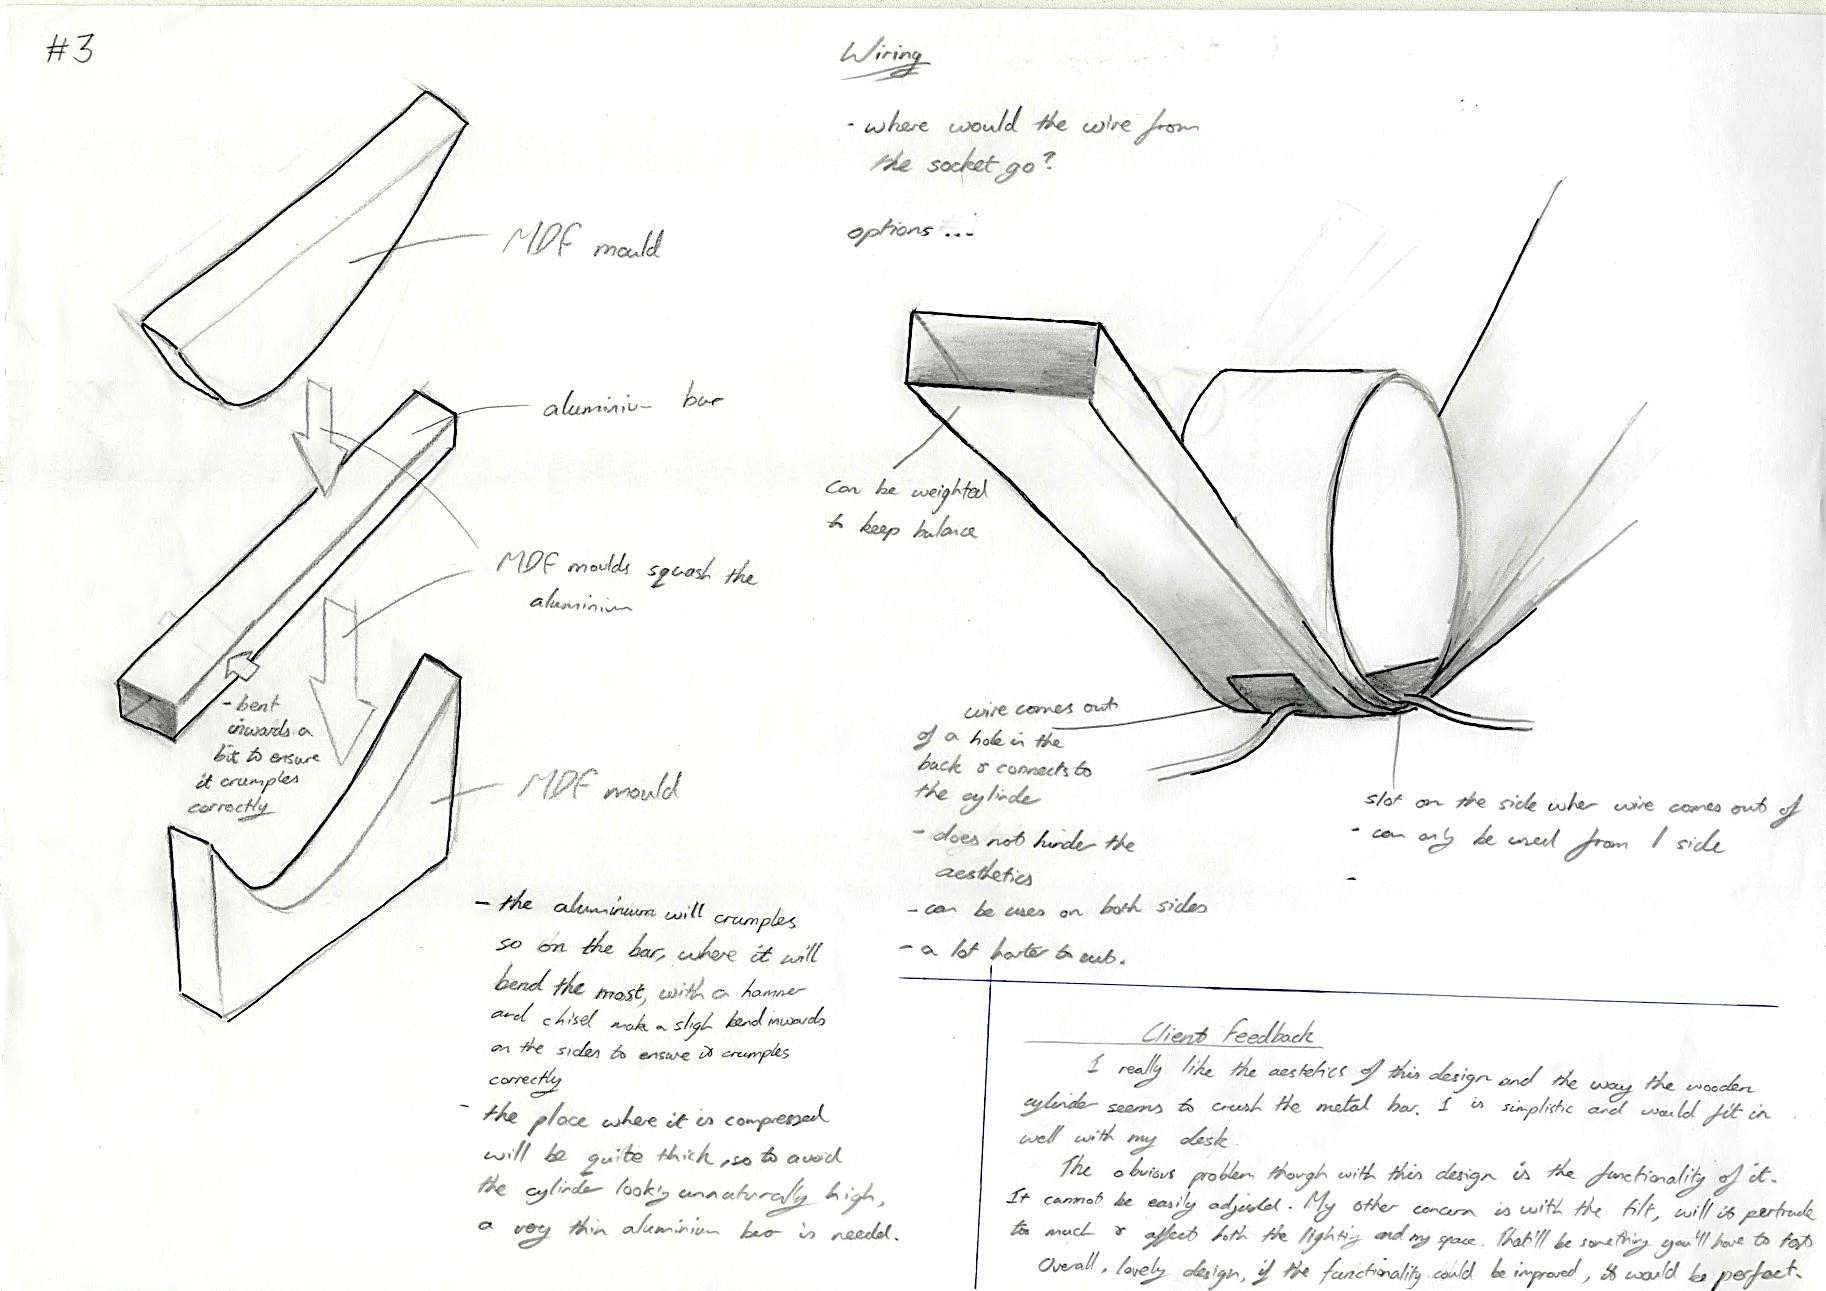 #3
MDF mould
aluminium bar
MDF moulds squash the
aluminium
- bent
inwards a
bit to ensure
it crumples
correctly
MDF mould
- the aluminium will crumples
so on the bar, where it will
bend the most, with a hammer
and chisel make a sligh bend inwards
on the sides to ensure it crumples
correctly
- the place where it is compressed
will be quite thick, so to avoid
the cylinder looking unnaturally high,
a very thin aluminium bar is needed.
Wiring
- where would the wire from
the socket go?
options ...
can be weighted
to keep balance
wire comes out
of a hole in the
back & connects to
the cylinder
- does not hinder the
aesthetics
- can be uses on both sides
- a lot harder to cut.
slot on the side wher wire comes out of
- can only be used from 1 side
-
Client Feedback
I really like the aestetics of this design and the way the wooden
cylinder seems to crush the metal bar. I is simplistic and would fit in
well with my desk.
The obvious problem though with this design is the functionality of it.
It cannot be easily adjusted. My other concern is with the tilt, will it pertrude
too much & affect both the lighting and my space. That'll be something you'll have to test
Overall, lovely design, if the functionality could be improved, it would be perfect.